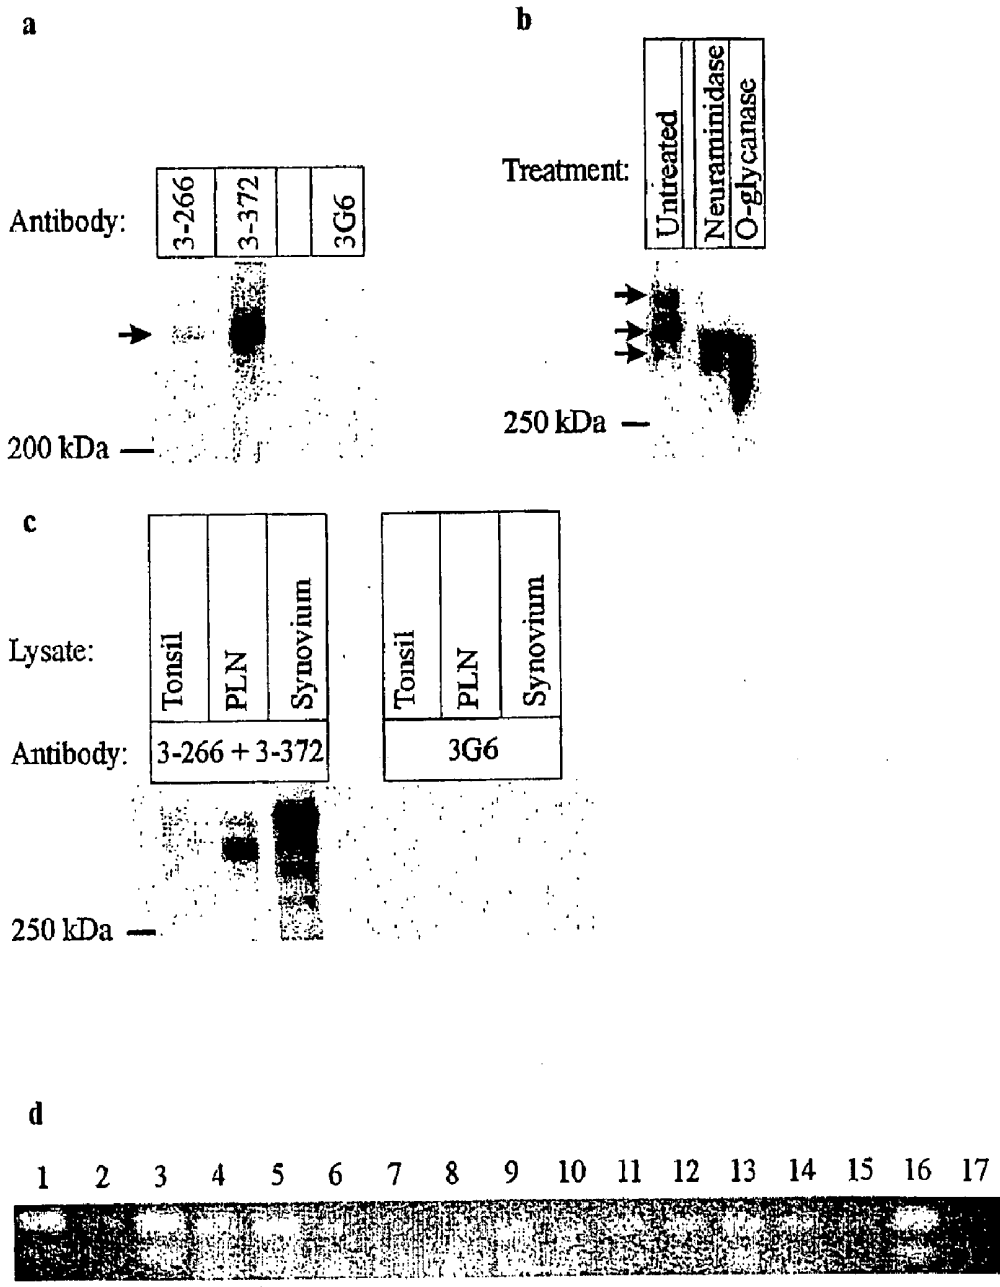 a
Antibody:
3-266
3-372
3G6
200 kDa
b
Treatment:
Untreated
Neuraminidase
O-glycanase
250 kDa
c
Lysate:
Tonsil
PLN
Synovium
Tonsil
PLN
Synovium
Antibody:
3-266 + 3-372
3G6
250 kDa
d
1 2 3 4 5 6 7 8 9 10 11 12 13 14 15 16 17